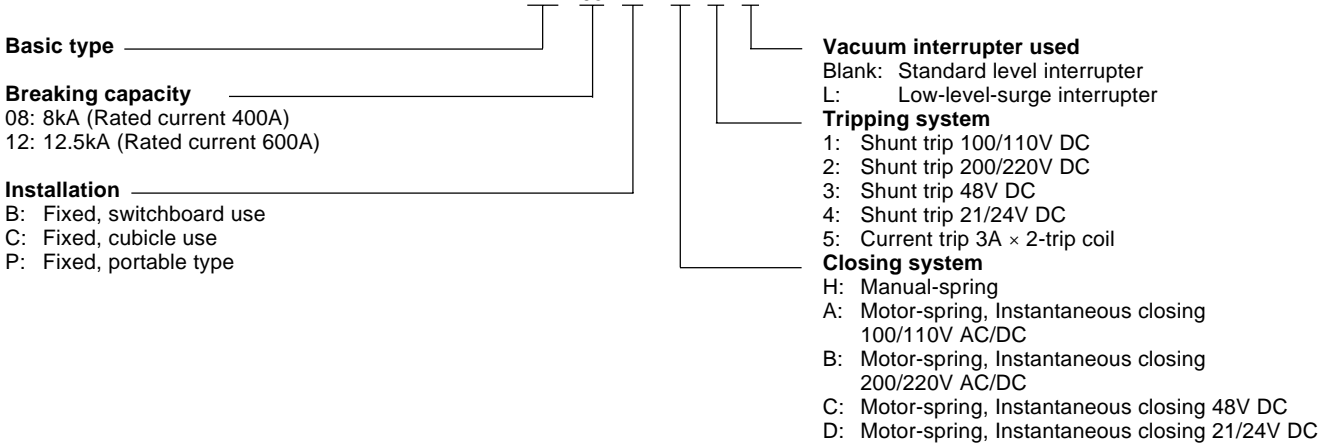 Basic type
Breaking capacity
08: 8kA (Rated current 400A)
12: 12.5kA (Rated current 600A)
Installation
B: Fixed, switchboard use
C: Fixed, cubicle use
P: Fixed, portable type
Vacuum interrupter used
Blank: Standard level interrupter
L: Low-level-surge interrupter
Tripping system
1: Shunt trip 100/110V DC
2: Shunt trip 200/220V DC
3: Shunt trip 48V DC
4: Shunt trip 21/24V DC
5: Current trip 3A × 2-trip coil
Closing system
H: Manual-spring
A: Motor-spring, Instantaneous closing
100/110V AC/DC
B: Motor-spring, Instantaneous closing
200/220V AC/DC
C: Motor-spring, Instantaneous closing 48V DC
D: Motor-spring, Instantaneous closing 21/24V DC